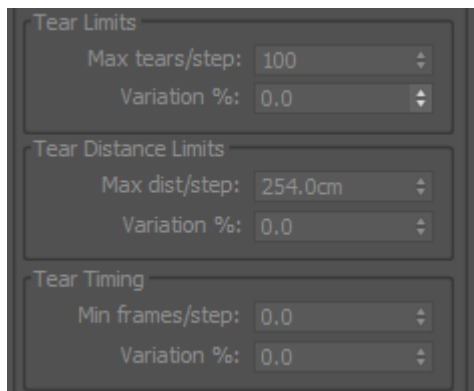 Tear Limits
Max tears/step: 100
Variation %: 0.0
Tear Distance Limits
Max dist/step: 254.0cm
Variation %: 0.0
Tear Timing
Min frames/step: 0.0
Variation %: 0.0